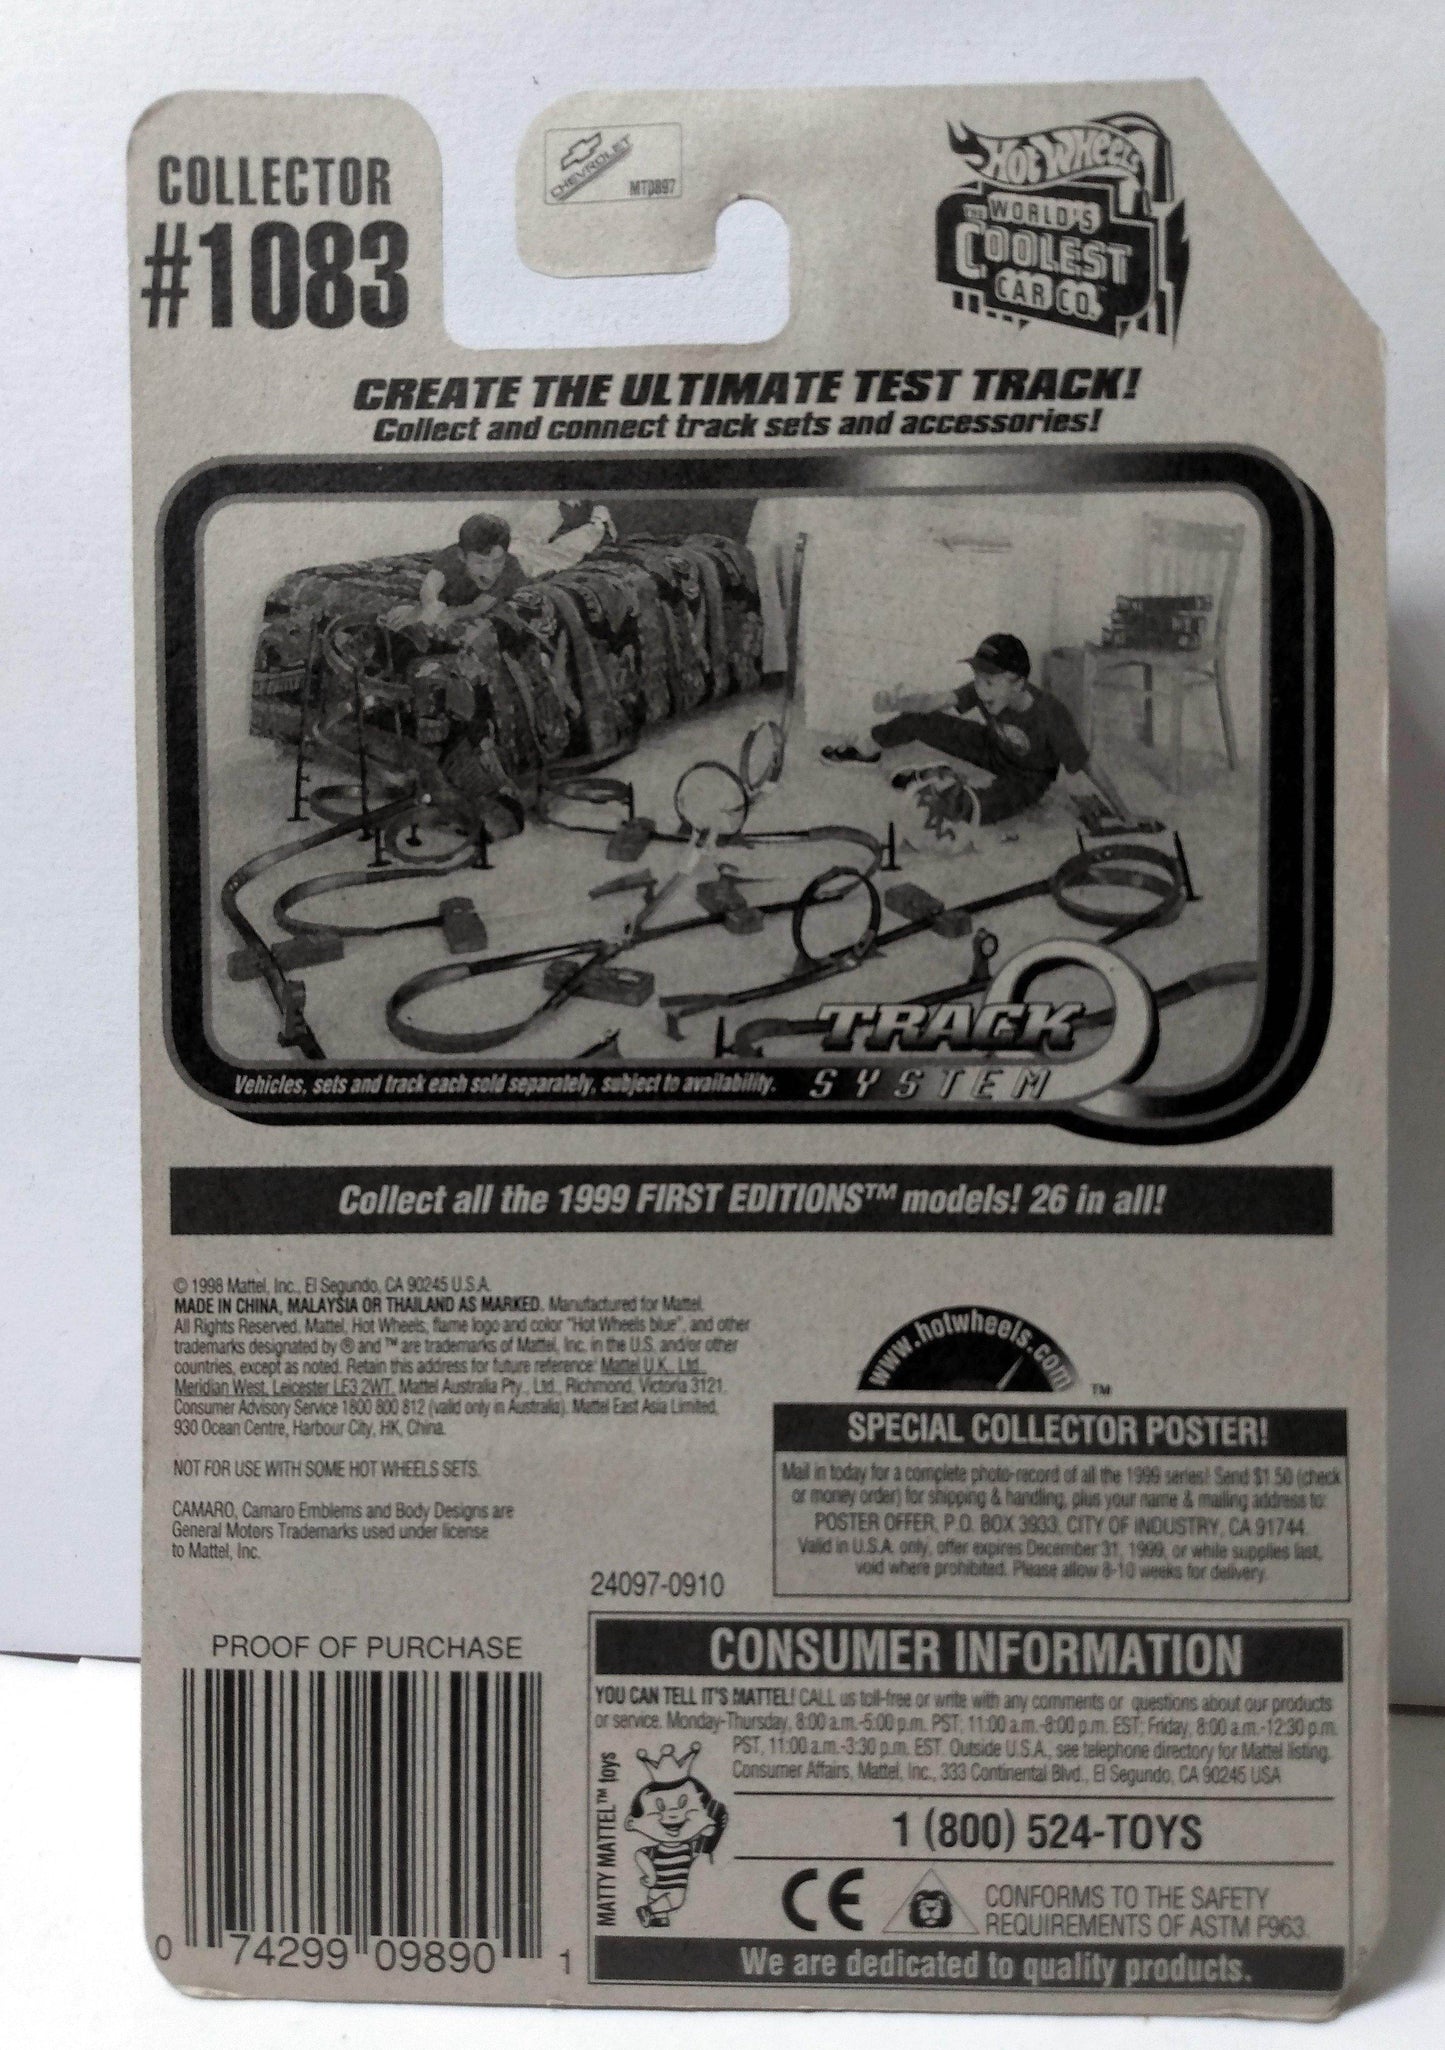 COLLECTOR
#1083
CHEVROLET
MT0897
HOT WHEELS
THE WORLD'S
COOLEST
CAR CO.™
CREATE THE ULTIMATE TEST TRACK!
Collect and connect track sets and accessories!
TRACK
SYSTEM
Vehicles, sets and track each sold separately, subject to availability.
Collect all the 1999 FIRST EDITIONS™ models! 26 in all!
© 1998 Mattel, Inc., El Segundo, CA 90245 U.S.A.
MADE IN CHINA, MALAYSIA OR THAILAND AS MARKED. Manufactured for Mattel.
All Rights Reserved. Mattel, Hot Wheels, flame logo and color "Hot Wheels blue", and other
trademarks designated by ® and ™ are trademarks of Mattel, Inc. in the U.S. and/or other
countries, except as noted. Retain this address for future reference: Mattel U.K., Ltd.,
Meridian West, Leicester LE3 2WT. Mattel Australia Pty., Ltd., Richmond, Victoria 3121.
Consumer Advisory Service 1800 800 812 (valid only in Australia). Mattel East Asia Limited,
930 Ocean Centre, Harbour City, HK, China.
NOT FOR USE WITH SOME HOT WHEELS SETS.
CAMARO, Camaro Emblems and Body Designs are
General Motors Trademarks used under license
to Mattel, Inc.
www.hotwheels.com
™
SPECIAL COLLECTOR POSTER!
Mail in today for a complete photo-record of all the 1999 series! Send $1.50 (check
or money order) for shipping & handling, plus your name & mailing address to:
POSTER OFFER, P.O. BOX 3933, CITY OF INDUSTRY, CA 91744.
Valid in U.S.A. only, offer expires December 31, 1999, or while supplies last,
void where prohibited. Please allow 8-10 weeks for delivery.
24097-0910
PROOF OF PURCHASE
0 74299 09890 1
CONSUMER INFORMATION
YOU CAN TELL IT'S MATTEL! CALL us toll-free or write with any comments or questions about our products
or service. Monday-Thursday, 8:00 a.m.-5:00 p.m. PST; 11:00 a.m.-8:00 p.m. EST; Friday, 8:00 a.m.-12:30 p.m.
PST, 11:00 a.m.-3:30 p.m. EST. Outside U.S.A., see telephone directory for Mattel listing.
Consumer Affairs, Mattel, Inc., 333 Continental Blvd., El Segundo, CA 90245 USA
MATTY MATTEL™ toys
1 (800) 524-TOYS
CE
CONFORMS TO THE SAFETY
REQUIREMENTS OF ASTM F963.
We are dedicated to quality products.